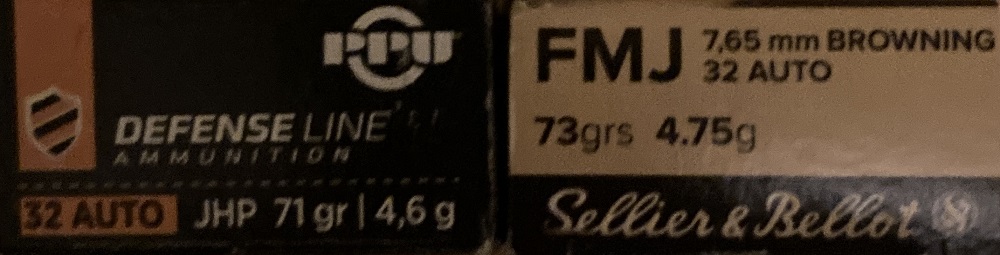 PPU
DEFENSE LINE
AMMUNITION
32 AUTO JHP 71 gr | 4,6 g
FMJ 7,65 mm BROWNING
32 AUTO
73grs 4.75g
Sellier & Bellot